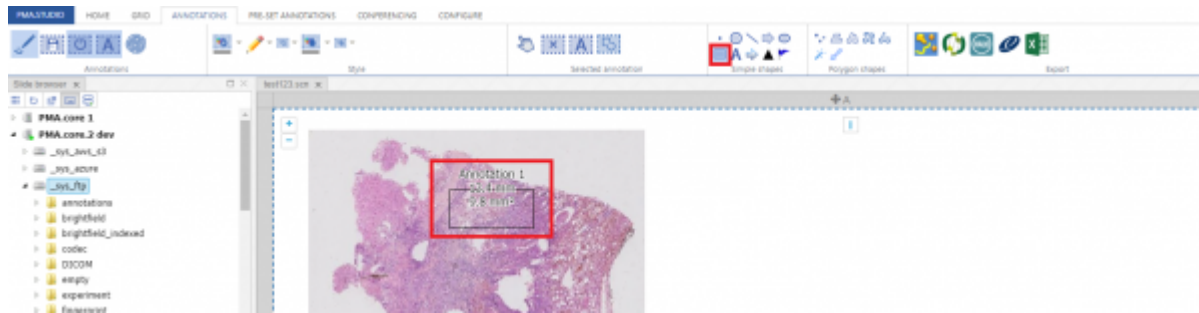 PMA.STUDIO HOME GRID ANNOTATIONS PRE-SET ANNOTATIONS CONFERENCING CONFIGURE
Annotations Style Selected annotation Simple shapes Polygon shapes Export
Slide browser test123.scn
A
PMA.core 1
PMA.core.2 dev
_sys_aws_s3
_sys_azure
_sys_ftp
annotations
brightfield
brightfield_indexed
codec
DICOM
empty
experiment
fingerprint
Annotation 1